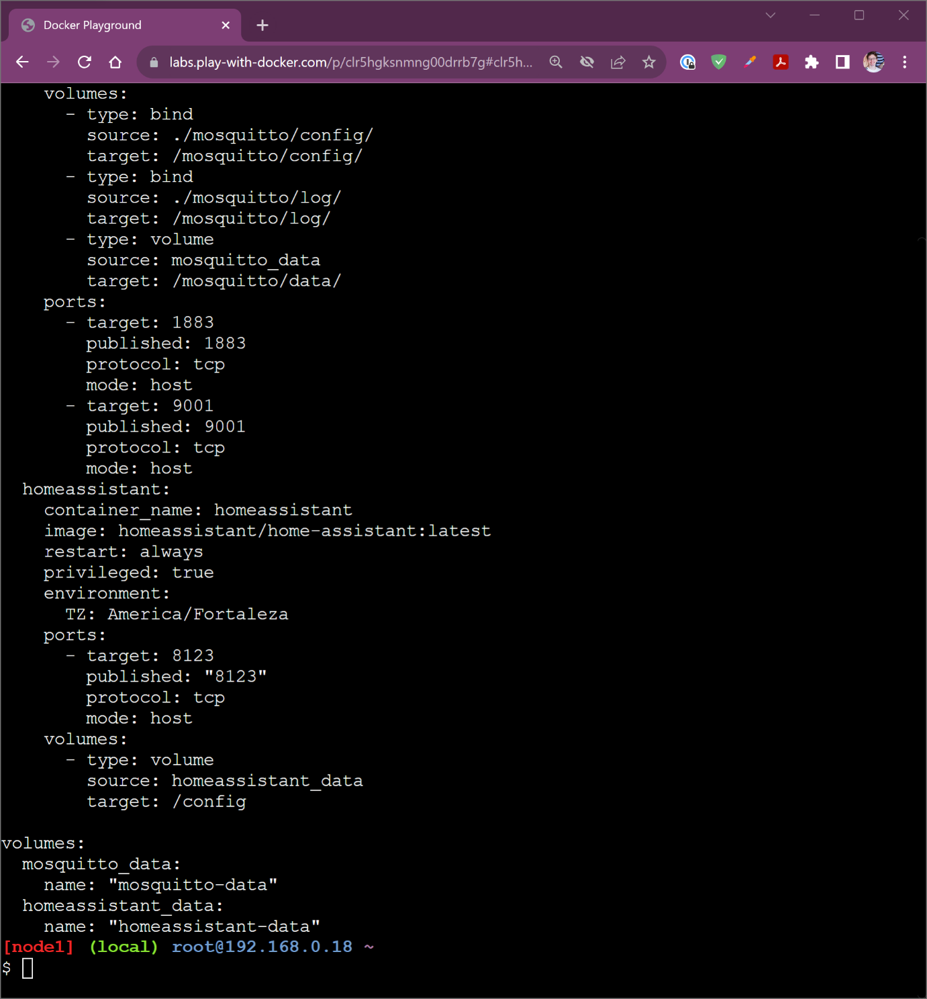 Docker Playground
labs.play-with-docker.com/p/clr5hgksnmng00drrb7g#clr5h...
    volumes:
      - type: bind
        source: ./mosquitto/config/
        target: /mosquitto/config/
      - type: bind
        source: ./mosquitto/log/
        target: /mosquitto/log/
      - type: volume
        source: mosquitto_data
        target: /mosquitto/data/
    ports:
      - target: 1883
        published: 1883
        protocol: tcp
        mode: host
      - target: 9001
        published: 9001
        protocol: tcp
        mode: host
  homeassistant:
    container_name: homeassistant
    image: homeassistant/home-assistant:latest
    restart: always
    privileged: true
    environment:
      TZ: America/Fortaleza
    ports:
      - target: 8123
        published: "8123"
        protocol: tcp
        mode: host
    volumes:
      - type: volume
        source: homeassistant_data
        target: /config

volumes:
  mosquitto_data:
    name: "mosquitto-data"
  homeassistant_data:
    name: "homeassistant-data"
[node1] (local) root@192.168.0.18 ~
$